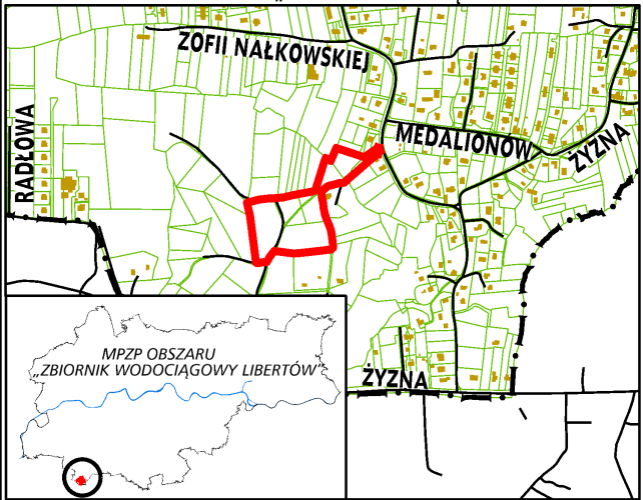 ZOFII NAŁKOWSKIEJ
RADŁOWA
MEDALIONÓW
ŻYZNA
MPZP OBSZARU
„ZBIORNIK WODOCIĄGOWY LIBERTÓW”
ŻYZNA